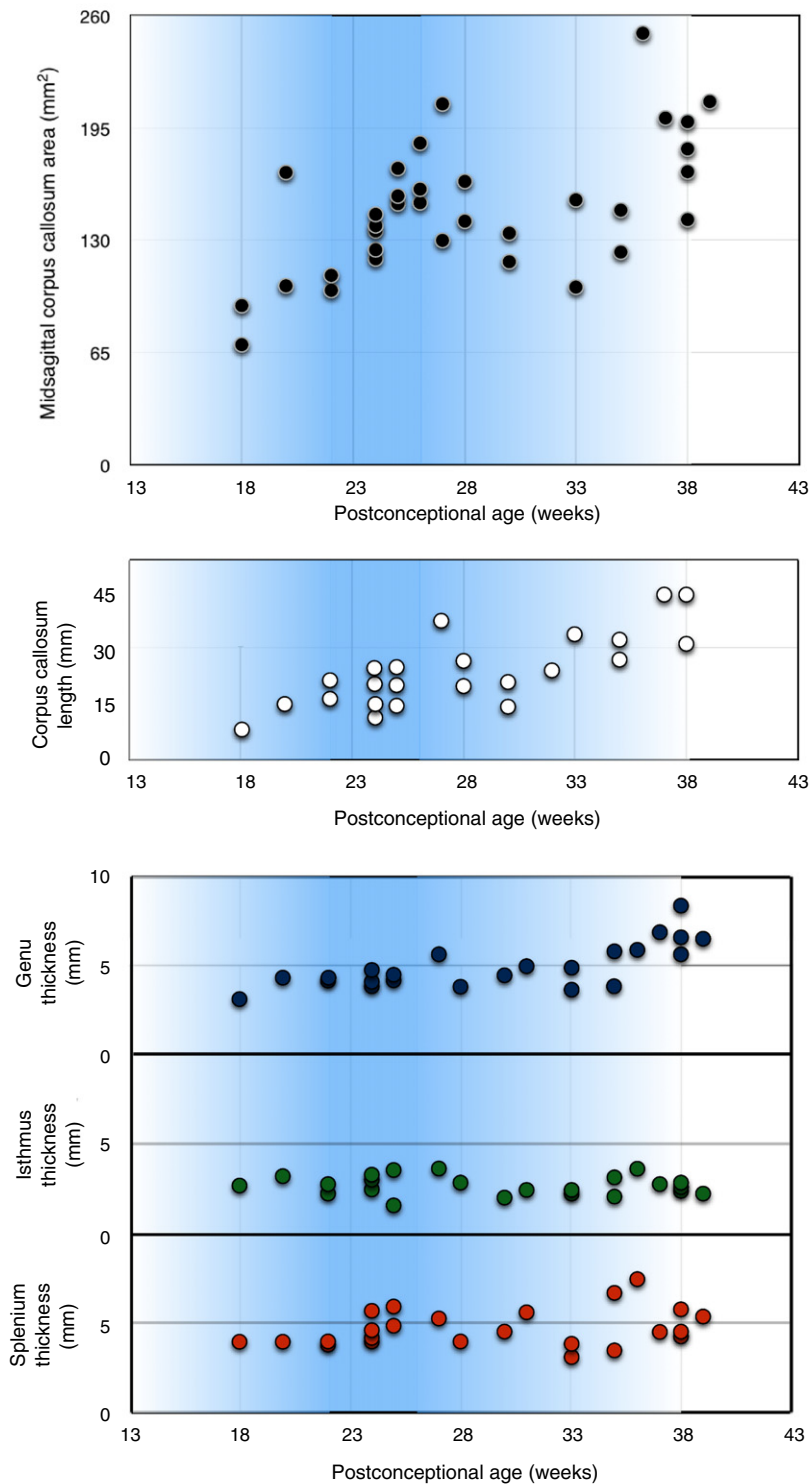 Midsagittal corpus callosum area (mm²)
260
195
130
65
0
13 18 23 28 33 38 43
Postconceptional age (weeks)
Corpus callosum
length (mm)
45
30
15
0
13 18 23 28 33 38 43
Postconceptional age (weeks)
Genu
thickness
(mm)
10
5
0
Isthmus
thickness
(mm)
5
0
Splenium
thickness
(mm)
5
0
13 18 23 28 33 38 43
Postconceptional age (weeks)